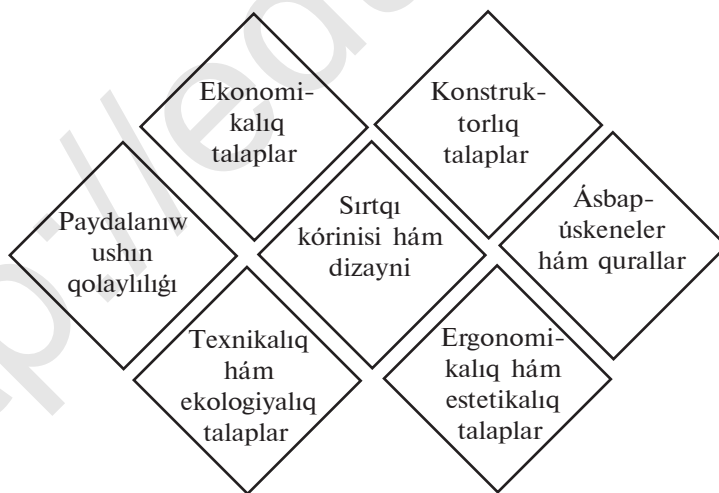 Ekonomi-
kalıq
talaplar
Konstruk-
torlıq
talaplar
Paydalanıw
ushın
qolaylılıǵı
Sırtqı
kórinisi hám
dizayni
Ásbap-
úskeneler
hám qurallar
Texnikalıq
hám
ekologiyalıq
talaplar
Ergonomi-
kalıq hám
estetikalıq
talaplar